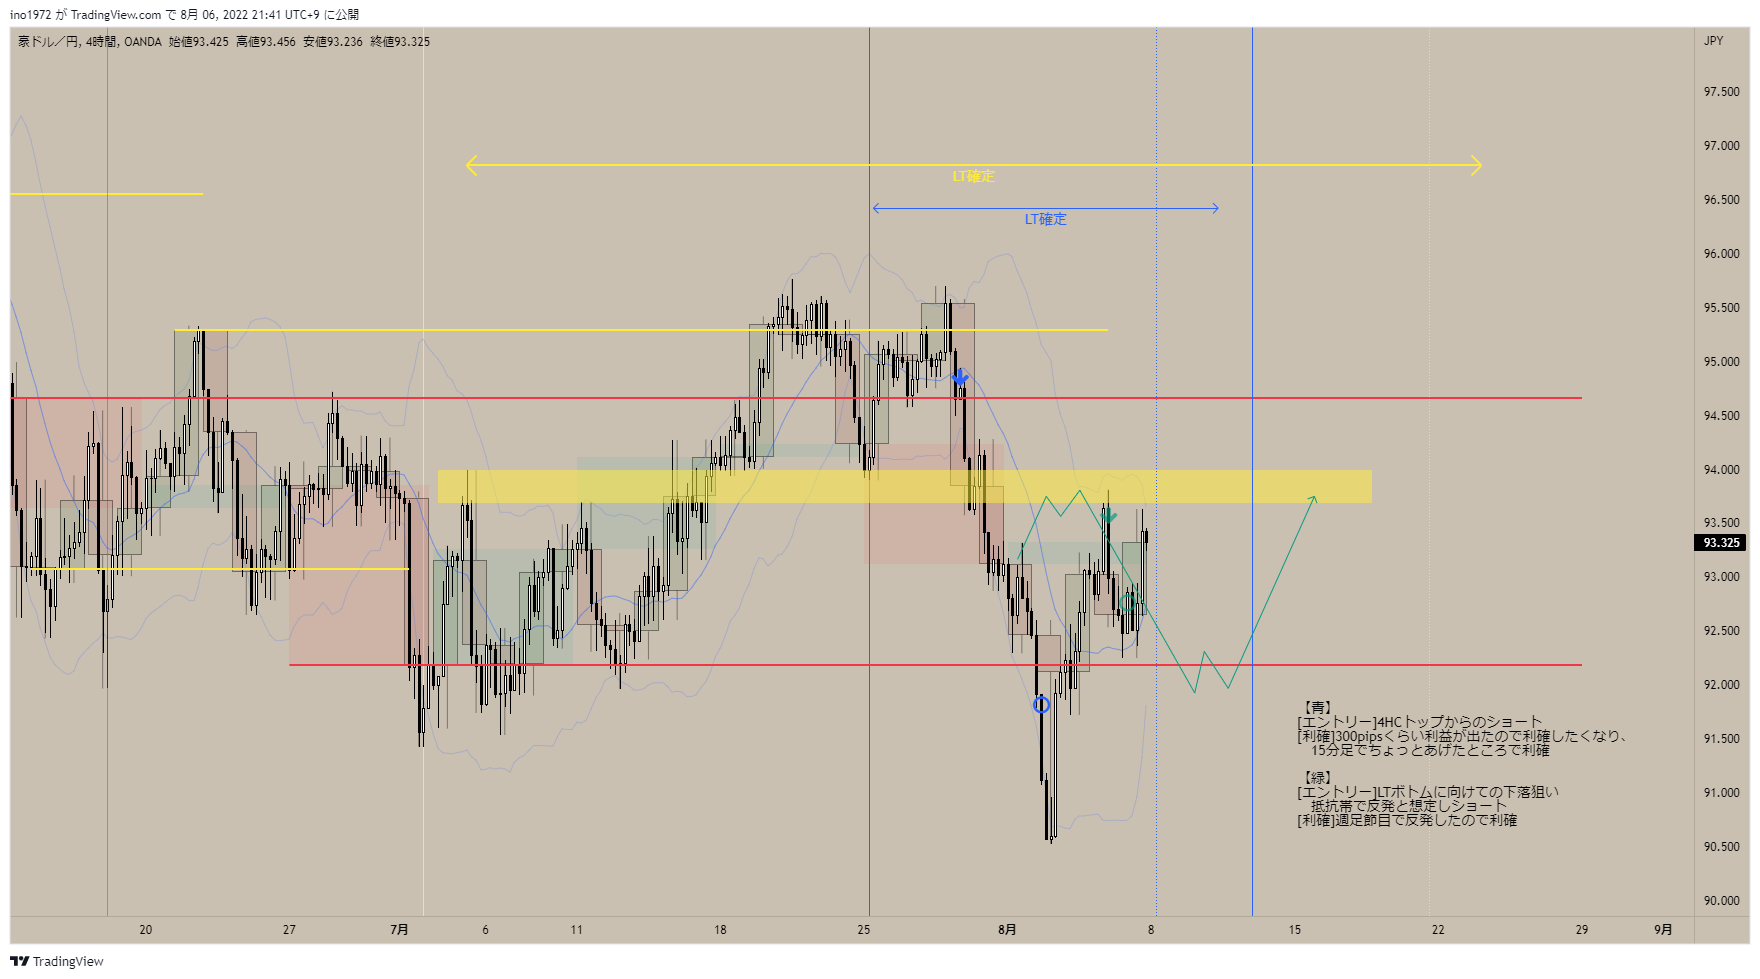 ino1972 が TradingView.com で 8月 06, 2022 21:41 UTC+9 に公開
豪ドル／円, 4時間, OANDA 始値93.425 高値93.456 安値93.236 終値93.325
JPY
97.500
97.000
96.500
96.000
95.500
95.000
94.500
94.000
93.500
93.325
93.000
92.500
92.000
91.500
91.000
90.500
90.000
LT確定
LT確定
【青】
[エントリー]4HCトップからのショート
[利確]300pipsくらい利益が出たので利確したくなり、
15分足でちょっとあげたところで利確
【緑】
[エントリー]LTボトムに向けての下落狙い
抵抗帯で反発と想定しショート
[利確]週足節目で反発したので利確
20 27 7月 6 11 18 25 8月 8 15 22 29 9月
TradingView